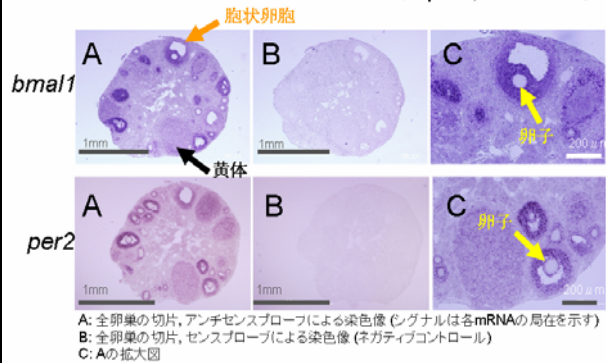 胞状卵胞
bmal1
A
B
C
1mm
1mm
卵子
200μm
黄体
per2
A
B
C
卵子
1mm
1mm
200μm
A: 全卵巣の切片, アンチセンスプローブによる染色像 (シグナルは各mRNAの局在を示す)
B: 全卵巣の切片, センスプローブによる染色像 (ネガティブコントロール)
C: Aの拡大図